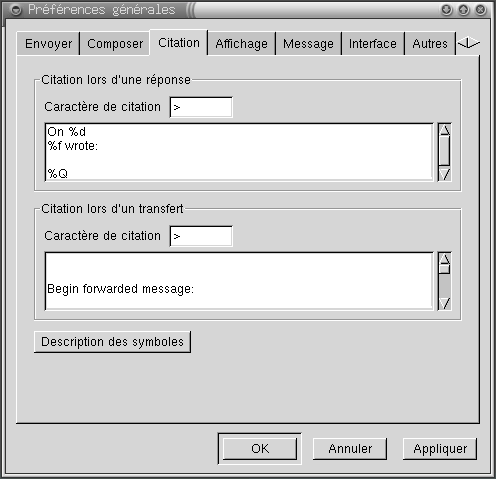 Préférences générales
Envoyer Composer Citation Affichage Message Interface Autres
Citation lors d'une réponse
Caractère de citation >
On %d
%f wrote:
%Q
Citation lors d'un transfert
Caractère de citation >
Begin forwarded message:
Description des symboles
OK Annuler Appliquer